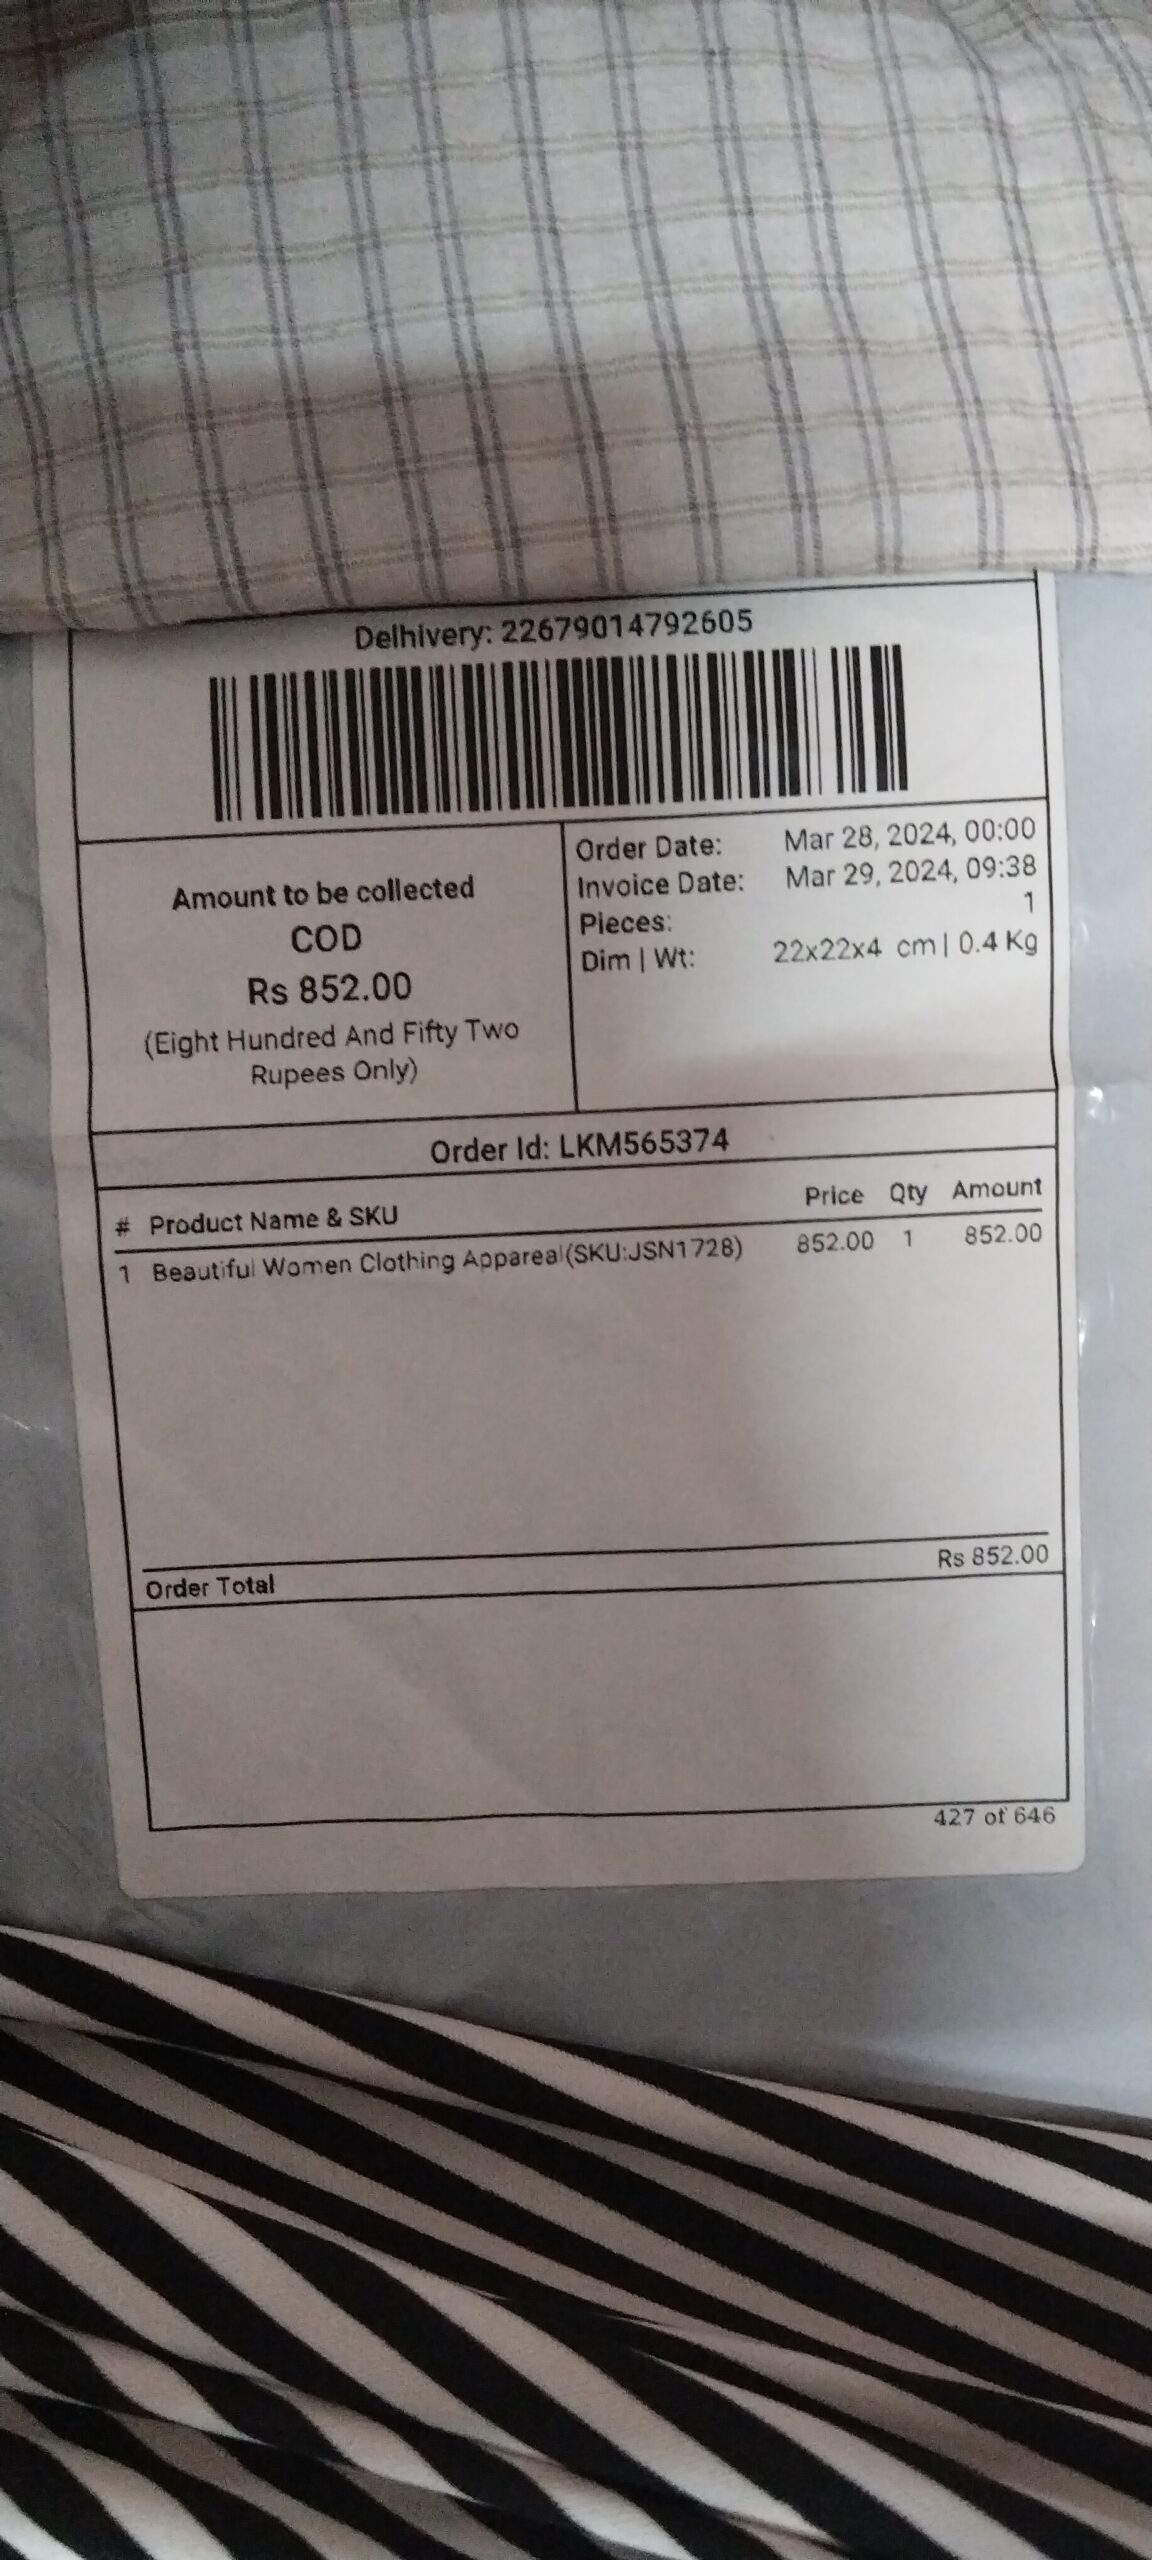 Delhivery: 22679014792605
Amount to be collected
COD
Rs 852.00
(Eight Hundred And Fifty Two
Rupees Only)
Order Date: Mar 28, 2024, 00:00
Invoice Date: Mar 29, 2024, 09:38
Pieces: 1
Dim | Wt: 22x22x4 cm | 0.4 Kg
Order Id: LKM565374
# Product Name & SKU Price Qty Amount
1 Beautiful Women Clothing Appareal(SKU:JSN1728) 852.00 1 852.00
Order Total Rs 852.00
427 of 646